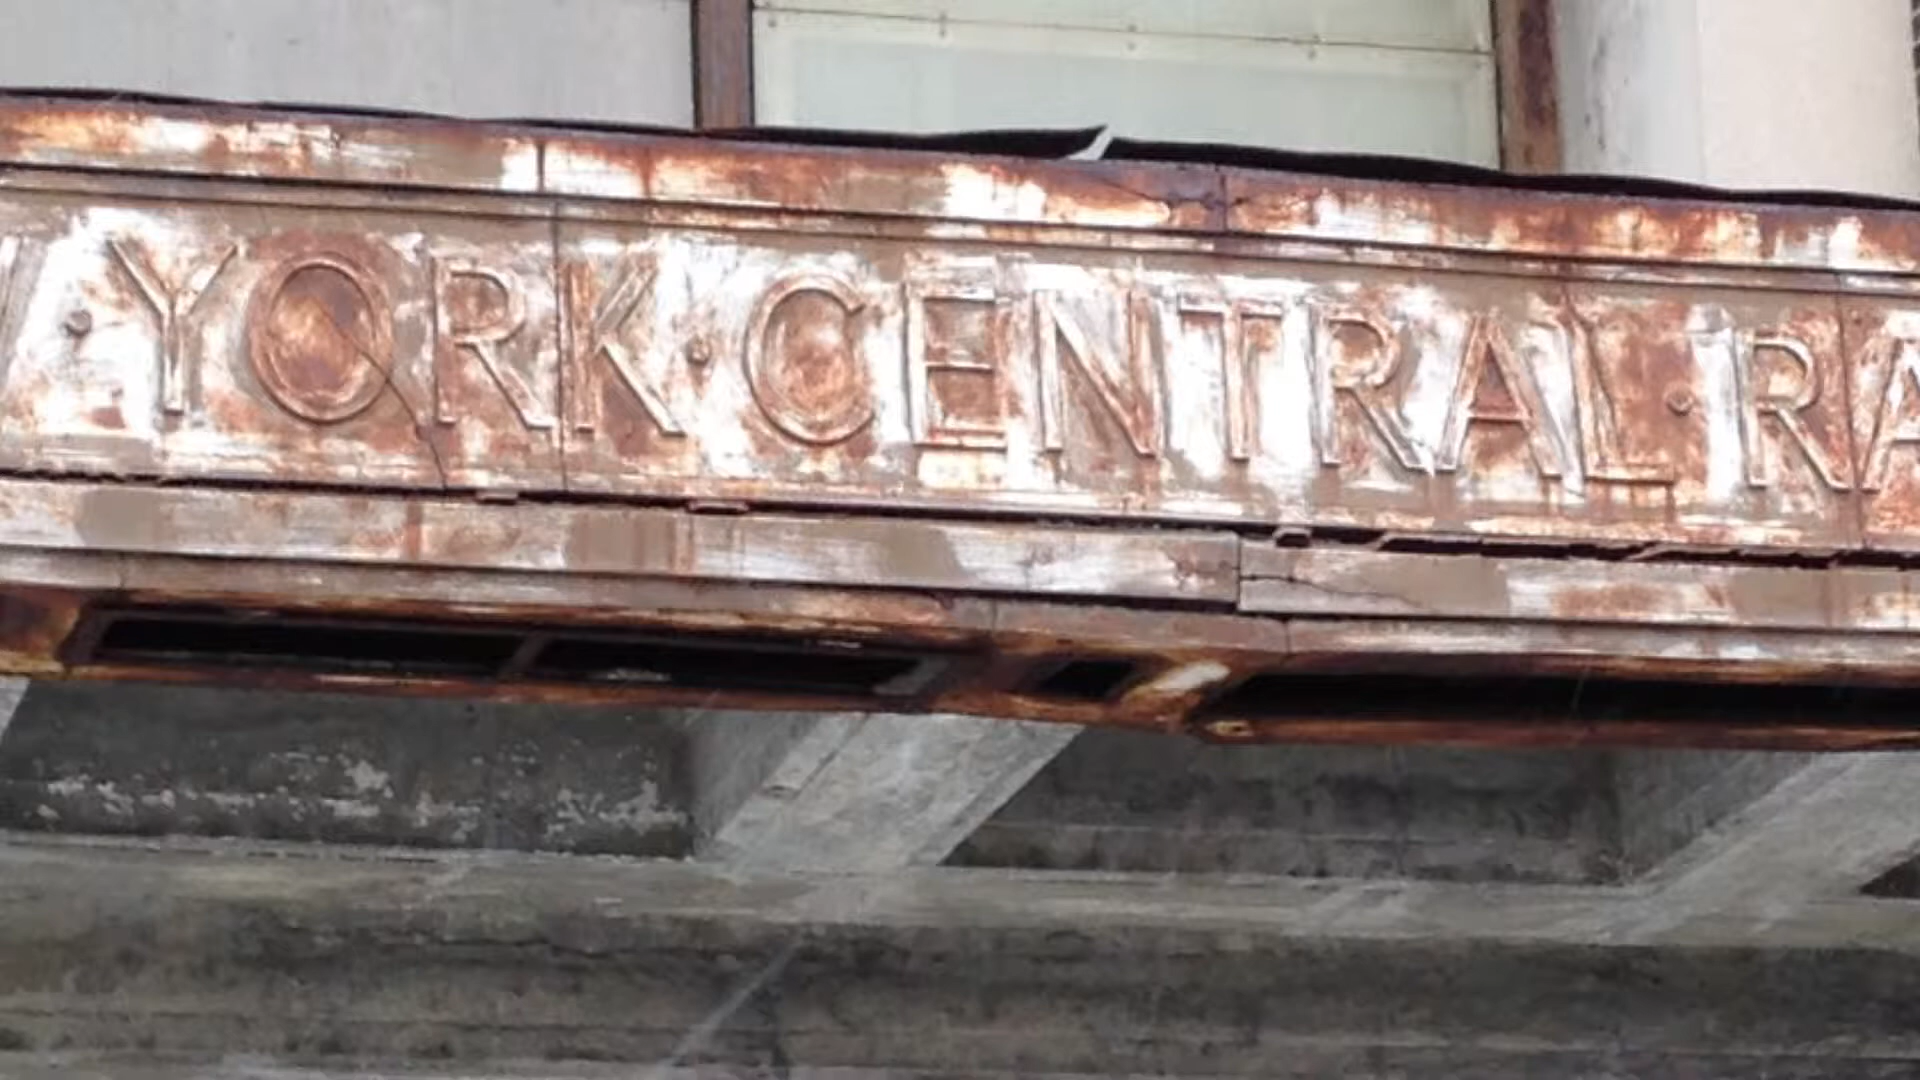 · YORK · CENTRAL · RA